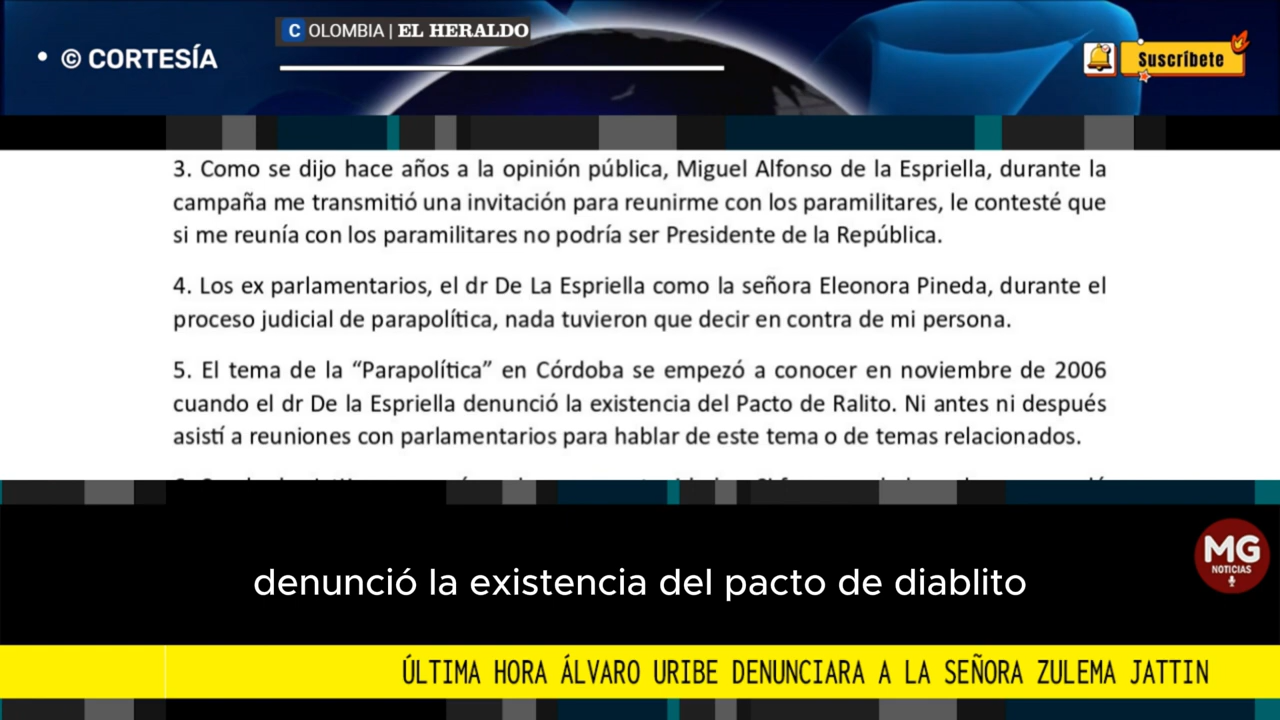 COLOMBIA | EL HERALDO
• © CORTESÍA
Suscríbete
3. Como se dijo hace años a la opinión pública, Miguel Alfonso de la Espriella, durante la
campaña me transmitió una invitación para reunirme con los paramilitares, le contesté que
si me reunía con los paramilitares no podría ser Presidente de la República.
4. Los ex parlamentarios, el dr De La Espriella como la señora Eleonora Pineda, durante el
proceso judicial de parapolítica, nada tuvieron que decir en contra de mi persona.
5. El tema de la “Parapolítica” en Córdoba se empezó a conocer en noviembre de 2006
cuando el dr De la Espriella denunció la existencia del Pacto de Ralito. Ni antes ni después
asistí a reuniones con parlamentarios para hablar de este tema o de temas relacionados.
MG
NOTICIAS
denunció la existencia del pacto de diablito
ÚLTIMA HORA ÁLVARO URIBE DENUNCIARA A LA SEÑORA ZULEMA JATTIN